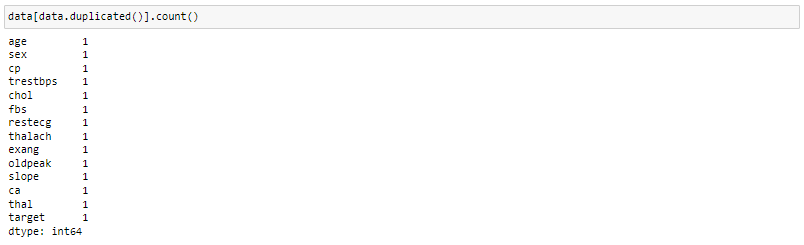 data[data.duplicated()].count()
age 1
sex 1
cp 1
trestbps 1
chol 1
fbs 1
restecg 1
thalach 1
exang 1
oldpeak 1
slope 1
ca 1
thal 1
target 1
dtype: int64